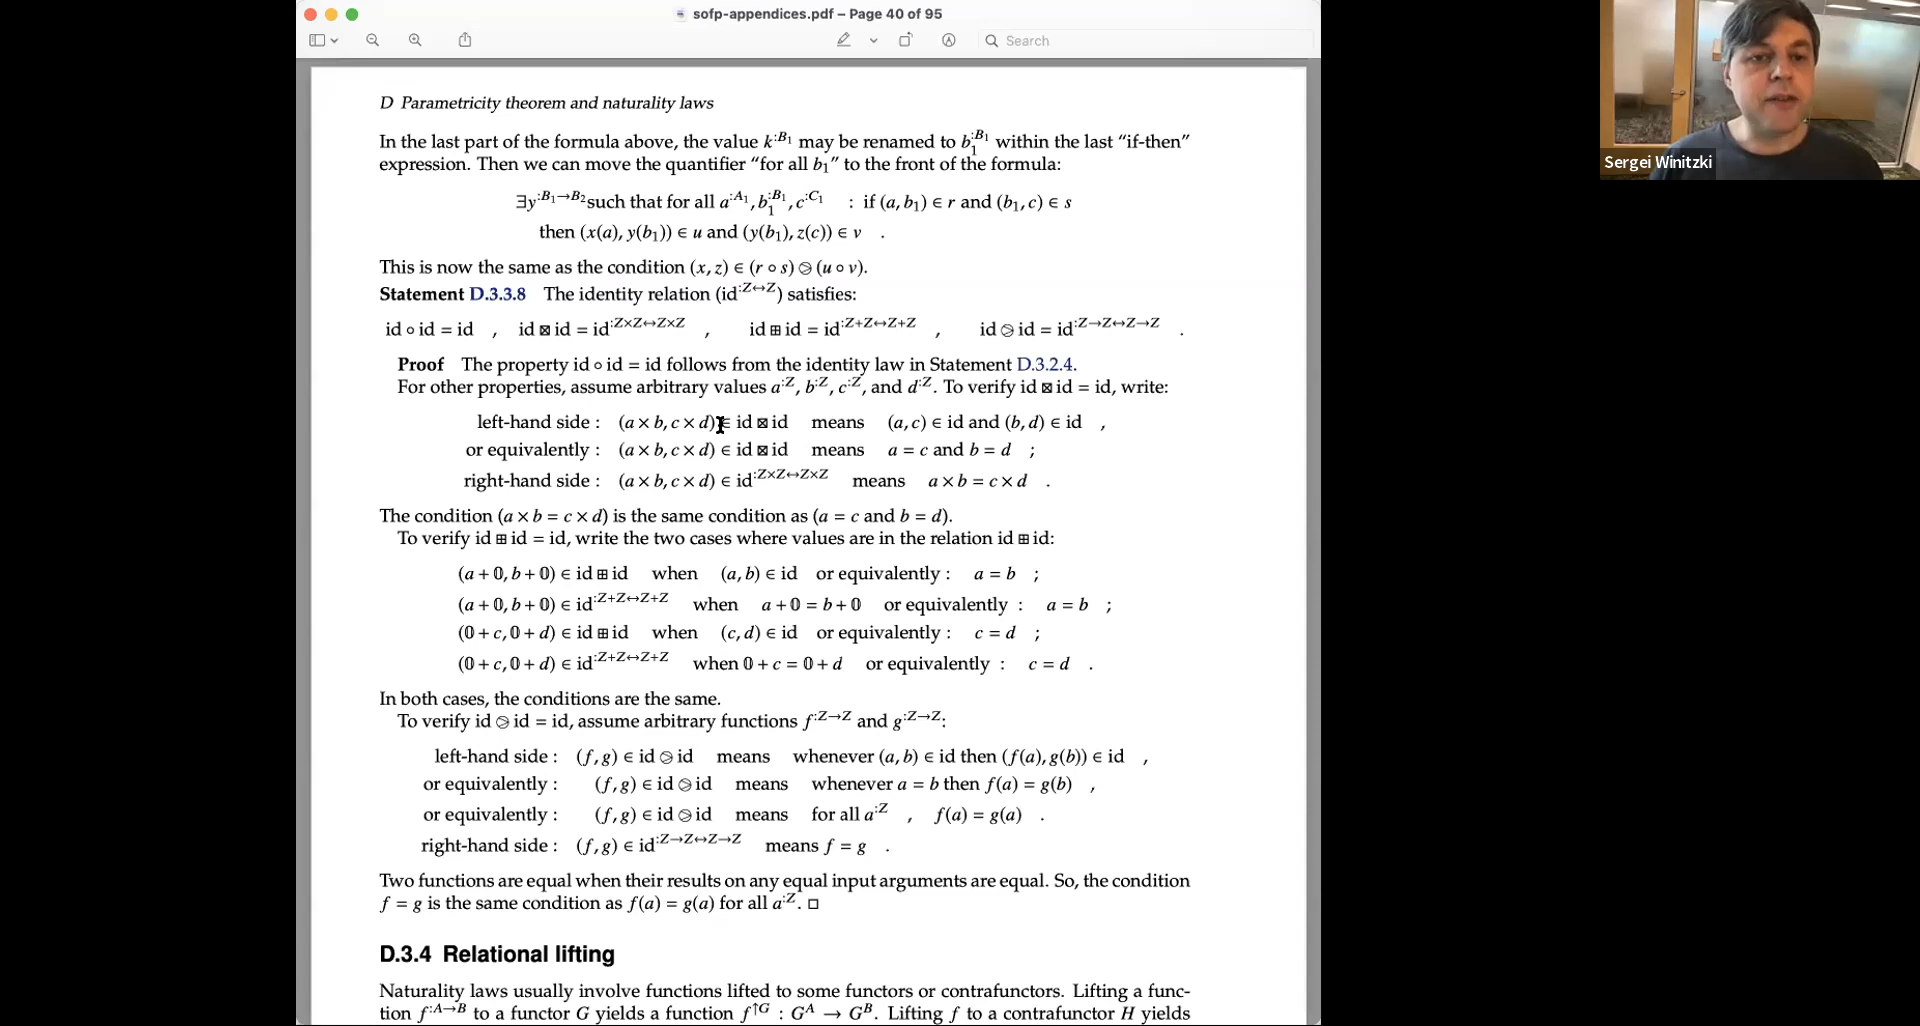 sofp-appendices.pdf – Page 40 of 95
Search
Sergei Winitzki
D Parametricity theorem and naturality laws
In the last part of the formula above, the value k^{:B₁} may be renamed to b₁^{:B₁} within the last “if-then”
expression. Then we can move the quantifier “for all b₁” to the front of the formula:
∃y^{:B₁→B₂} such that for all a^{:A₁}, b₁^{:B₁}, c^{:C₁} : if (a, b₁) ∈ r and (b₁, c) ∈ s
then (x(a), y(b₁)) ∈ u and (y(b₁), z(c)) ∈ v .
This is now the same as the condition (x, z) ∈ (r ∘ s) ⧁ (u ∘ v).
Statement D.3.3.8 The identity relation (id^{:Z↔Z}) satisfies:
id ∘ id = id , id ⊠ id = id^{:Z×Z↔Z×Z} , id ⊞ id = id^{:Z+Z↔Z+Z} , id ⧁ id = id^{:Z→Z↔Z→Z} .
Proof The property id ∘ id = id follows from the identity law in Statement D.3.2.4.
For other properties, assume arbitrary values a^{:Z}, b^{:Z}, c^{:Z}, and d^{:Z}. To verify id ⊠ id = id, write:
left-hand side : (a × b, c × d) ∈ id ⊠ id means (a, c) ∈ id and (b, d) ∈ id ,
or equivalently : (a × b, c × d) ∈ id ⊠ id means a = c and b = d ;
right-hand side : (a × b, c × d) ∈ id^{:Z×Z↔Z×Z} means a × b = c × d .
The condition (a × b = c × d) is the same condition as (a = c and b = d).
To verify id ⊞ id = id, write the two cases where values are in the relation id ⊞ id:
(a + 𝟘, b + 𝟘) ∈ id ⊞ id when (a, b) ∈ id or equivalently : a = b ;
(a + 𝟘, b + 𝟘) ∈ id^{:Z+Z↔Z+Z} when a + 𝟘 = b + 𝟘 or equivalently : a = b ;
(𝟘 + c, 𝟘 + d) ∈ id ⊞ id when (c, d) ∈ id or equivalently : c = d ;
(𝟘 + c, 𝟘 + d) ∈ id^{:Z+Z↔Z+Z} when 𝟘 + c = 𝟘 + d or equivalently : c = d .
In both cases, the conditions are the same.
To verify id ⧁ id = id, assume arbitrary functions f^{:Z→Z} and g^{:Z→Z}:
left-hand side : (f, g) ∈ id ⧁ id means whenever (a, b) ∈ id then (f(a), g(b)) ∈ id ,
or equivalently : (f, g) ∈ id ⧁ id means whenever a = b then f(a) = g(b) ,
or equivalently : (f, g) ∈ id ⧁ id means for all a^{:Z} , f(a) = g(a) .
right-hand side : (f, g) ∈ id^{:Z→Z↔Z→Z} means f = g .
Two functions are equal when their results on any equal input arguments are equal. So, the condition
f = g is the same condition as f(a) = g(a) for all a^{:Z}. □
D.3.4 Relational lifting
Naturality laws usually involve functions lifted to some functors or contrafunctors. Lifting a func-
tion f^{:A→B} to a functor G yields a function f^{↑G} : G^A → G^B. Lifting f to a contrafunctor H yields